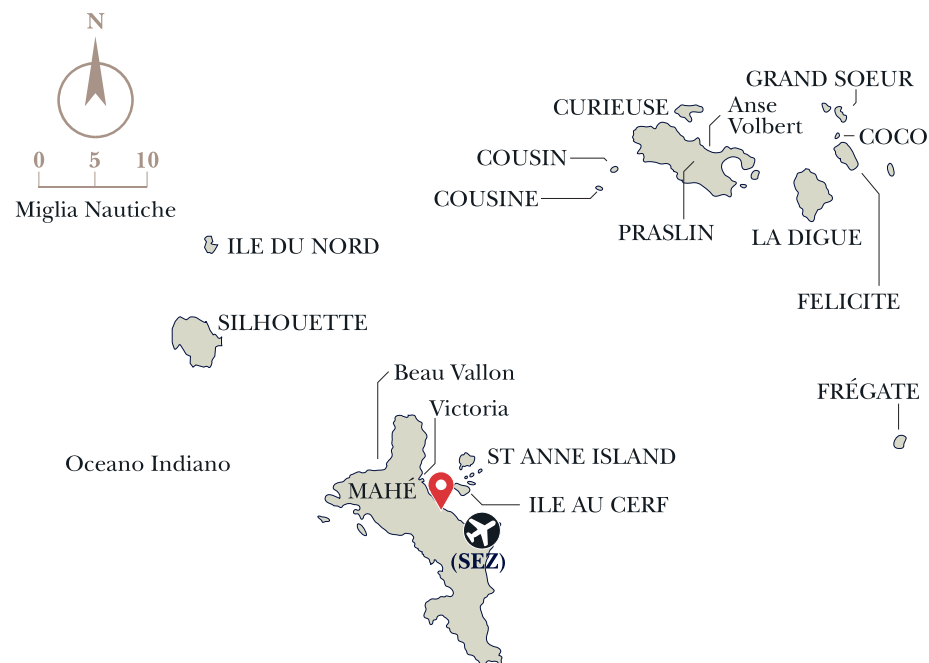 N
0 5 10
Miglia Nautiche
GRAND SOEUR
CURIEUSE
Anse
Volbert
COCO
COUSIN
COUSINE
PRASLIN
LA DIGUE
ILE DU NORD
FELICITE
SILHOUETTE
Beau Vallon
FRÉGATE
Victoria
Oceano Indiano
ST ANNE ISLAND
MAHÉ
ILE AU CERF
(SEZ)